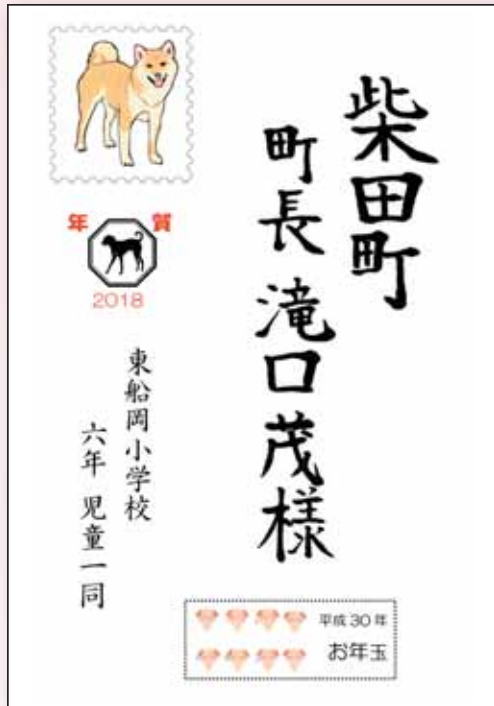 柴田町
町長 滝口茂様
年 賀
2018
東船岡小学校
六年 児童一同
平成30年
お年玉